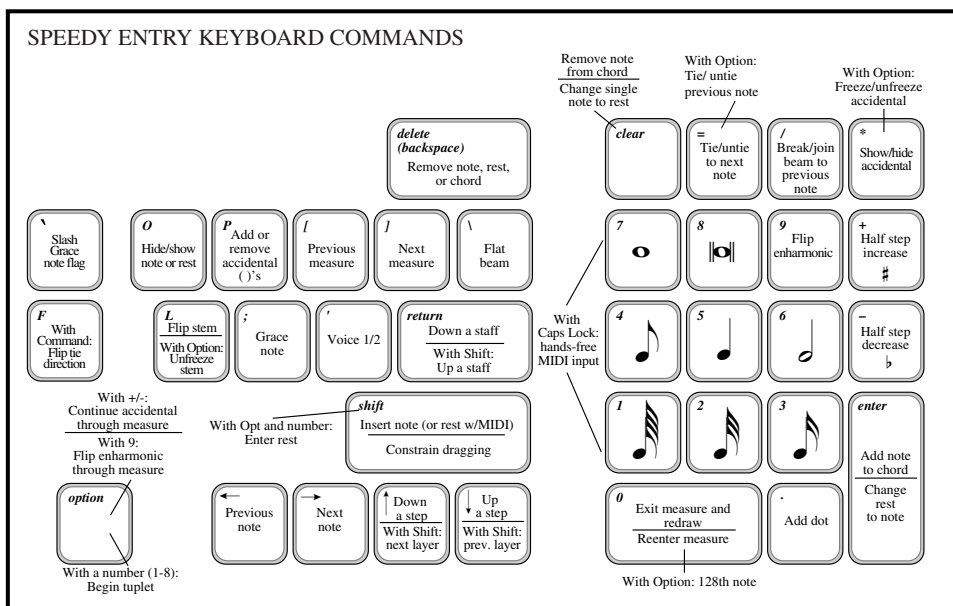 SPEEDY ENTRY KEYBOARD COMMANDS
Remove note
from chord
Change single
note to rest
With Option:
Tie/ untie
previous note
With Option:
Freeze/unfreeze
accidental
delete
(backspace)
Remove note, rest,
or chord
clear
=
Tie/untie
to next
note
/
Break/join
beam to
previous
note
*
Show/hide
accidental
`
Slash
Grace
note flag
O
Hide/show
note or rest
P
Add or
remove
accidental
( )'s
[
Previous
measure
]
Next
measure
\
Flat
beam
7
8
9
Flip
enharmonic
+
Half step
increase
♯
F
With
Command:
Flip tie
direction
L
Flip stem
With Option:
Unfreeze
stem
;
Grace
note
'
Voice 1/2
return
Down a staff
With Shift:
Up a staff
With
Caps Lock:
hands-free
MIDI input
4
5
6
–
Half step
decrease
♭
With +/-:
Continue accidental
through measure
With 9:
Flip enharmonic
through measure
With Opt and number:
Enter rest
shift
Insert note (or rest w/MIDI)
Constrain dragging
1
2
3
enter
Add note
to chord
Change
rest
to note
option
←
Previous
note
→
Next
note
↑
Down
a step
With Shift:
next layer
↓
Up
a step
With Shift:
prev. layer
0
Exit measure and
redraw
Reenter measure
.
Add dot
With a number (1-8):
Begin tuplet
With Option: 128th note